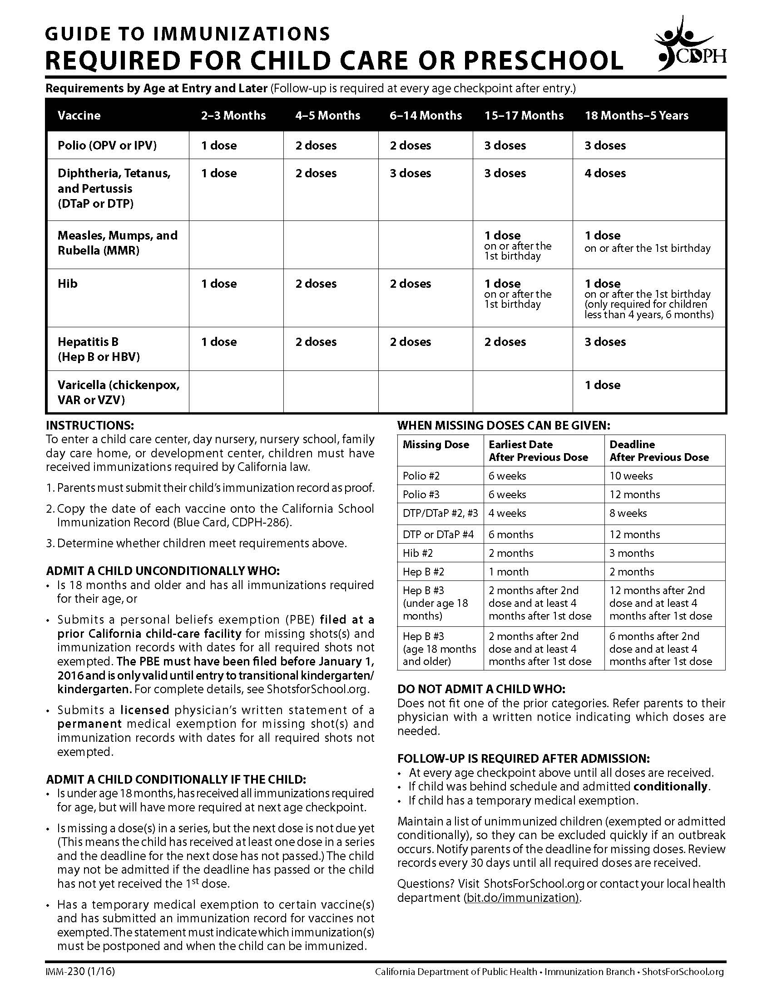 GUIDE TO IMMUNIZATIONS
REQUIRED FOR CHILD CARE OR PRESCHOOL
CDPH
Requirements by Age at Entry and Later (Follow-up is required at every age checkpoint after entry.)
Vaccine 2–3 Months 4–5 Months 6–14 Months 15–17 Months 18 Months–5 Years
Polio (OPV or IPV) 1 dose 2 doses 2 doses 3 doses 3 doses
Diphtheria, Tetanus, 1 dose 2 doses 3 doses 3 doses 4 doses
and Pertussis
(DTaP or DTP)
Measles, Mumps, and 1 dose 1 dose
Rubella (MMR) on or after the on or after the 1st birthday
1st birthday
Hib 1 dose 2 doses 2 doses 1 dose 1 dose
on or after the on or after the 1st birthday
1st birthday (only required for children
less than 4 years, 6 months)
Hepatitis B 1 dose 2 doses 2 doses 2 doses 3 doses
(Hep B or HBV)
Varicella (chickenpox, 1 dose
VAR or VZV)
INSTRUCTIONS:
To enter a child care center, day nursery, nursery school, family
day care home, or development center, children must have
received immunizations required by California law.
1. Parents must submit their child's immunization record as proof.
2. Copy the date of each vaccine onto the California School
Immunization Record (Blue Card, CDPH-286).
3. Determine whether children meet requirements above.
ADMIT A CHILD UNCONDITIONALLY WHO:
• Is 18 months and older and has all immunizations required
for their age, or
• Submits a personal beliefs exemption (PBE) filed at a
prior California child-care facility for missing shots(s) and
immunization records with dates for all required shots not
exempted. The PBE must have been filed before January 1,
2016 and is only valid until entry to transitional kindergarten/
kindergarten. For complete details, see ShotsforSchool.org.
• Submits a licensed physician's written statement of a
permanent medical exemption for missing shot(s) and
immunization records with dates for all required shots not
exempted.
ADMIT A CHILD CONDITIONALLY IF THE CHILD:
• Is under age 18 months, has received all immunizations required
for age, but will have more required at next age checkpoint.
• Is missing a dose(s) in a series, but the next dose is not due yet
(This means the child has received at least one dose in a series
and the deadline for the next dose has not passed.) The child
may not be admitted if the deadline has passed or the child
has not yet received the 1st dose.
• Has a temporary medical exemption to certain vaccine(s)
and has submitted an immunization record for vaccines not
exempted. The statement must indicate which immunization(s)
must be postponed and when the child can be immunized.
WHEN MISSING DOSES CAN BE GIVEN:
Missing Dose Earliest Date Deadline
After Previous Dose After Previous Dose
Polio #2 6 weeks 10 weeks
Polio #3 6 weeks 12 months
DTP/DTaP #2, #3 4 weeks 8 weeks
DTP or DTaP #4 6 months 12 months
Hib #2 2 months 3 months
Hep B #2 1 month 2 months
Hep B #3 2 months after 2nd 12 months after 2nd
(under age 18 dose and at least 4 dose and at least 4
months) months after 1st dose months after 1st dose
Hep B #3 2 months after 2nd 6 months after 2nd
(age 18 months dose and at least 4 dose and at least 4
and older) months after 1st dose months after 1st dose
DO NOT ADMIT A CHILD WHO:
Does not fit one of the prior categories. Refer parents to their
physician with a written notice indicating which doses are
needed.
FOLLOW-UP IS REQUIRED AFTER ADMISSION:
• At every age checkpoint above until all doses are received.
• If child was behind schedule and admitted conditionally.
• If child has a temporary medical exemption.
Maintain a list of unimmunized children (exempted or admitted
conditionally), so they can be excluded quickly if an outbreak
occurs. Notify parents of the deadline for missing doses. Review
records every 30 days until all required doses are received.
Questions? Visit ShotsForSchool.org or contact your local health
department (bit.do/immunization).
IMM-230 (1/16) California Department of Public Health • Immunization Branch • ShotsForSchool.org